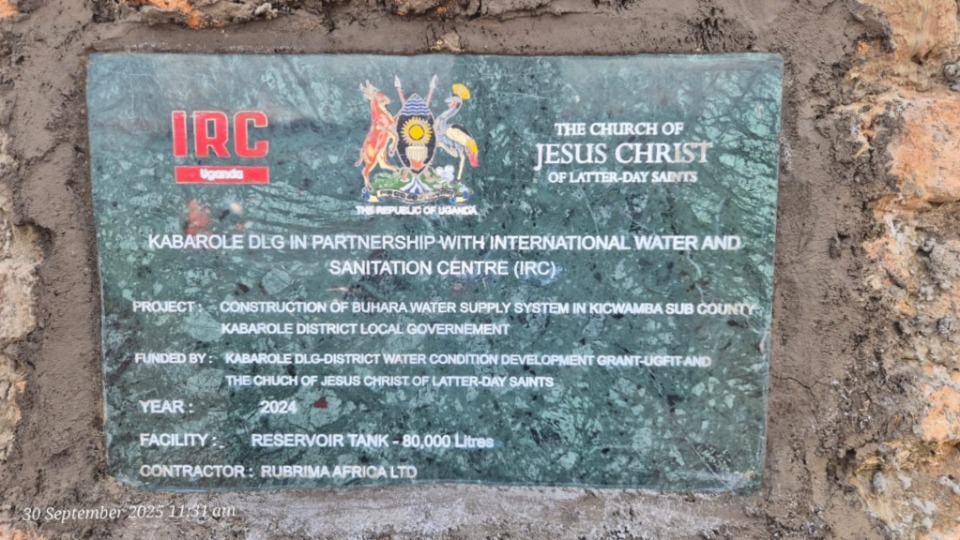 IRC
Uganda
THE REPUBLIC OF UGANDA
THE CHURCH OF
JESUS CHRIST
OF LATTER-DAY SAINTS
KABAROLE DLG IN PARTNERSHIP WITH INTERNATIONAL WATER AND
SANITATION CENTRE (IRC)
PROJECT : CONSTRUCTION OF BUHARA WATER SUPPLY SYSTEM IN KICWAMBA SUB COUNTY
KABAROLE DISTRICT LOCAL GOVERNEMENT
FUNDED BY : KABAROLE DLG-DISTRICT WATER CONDITION DEVELOPMENT GRANT-UGFIT AND
THE CHUCH OF JESUS CHRIST OF LATTER-DAY SAINTS
YEAR : 2024
FACILITY : RESERVOIR TANK - 80,000 Litres
CONTRACTOR : RUBRIMA AFRICA LTD
30 September 2025 11:31 am